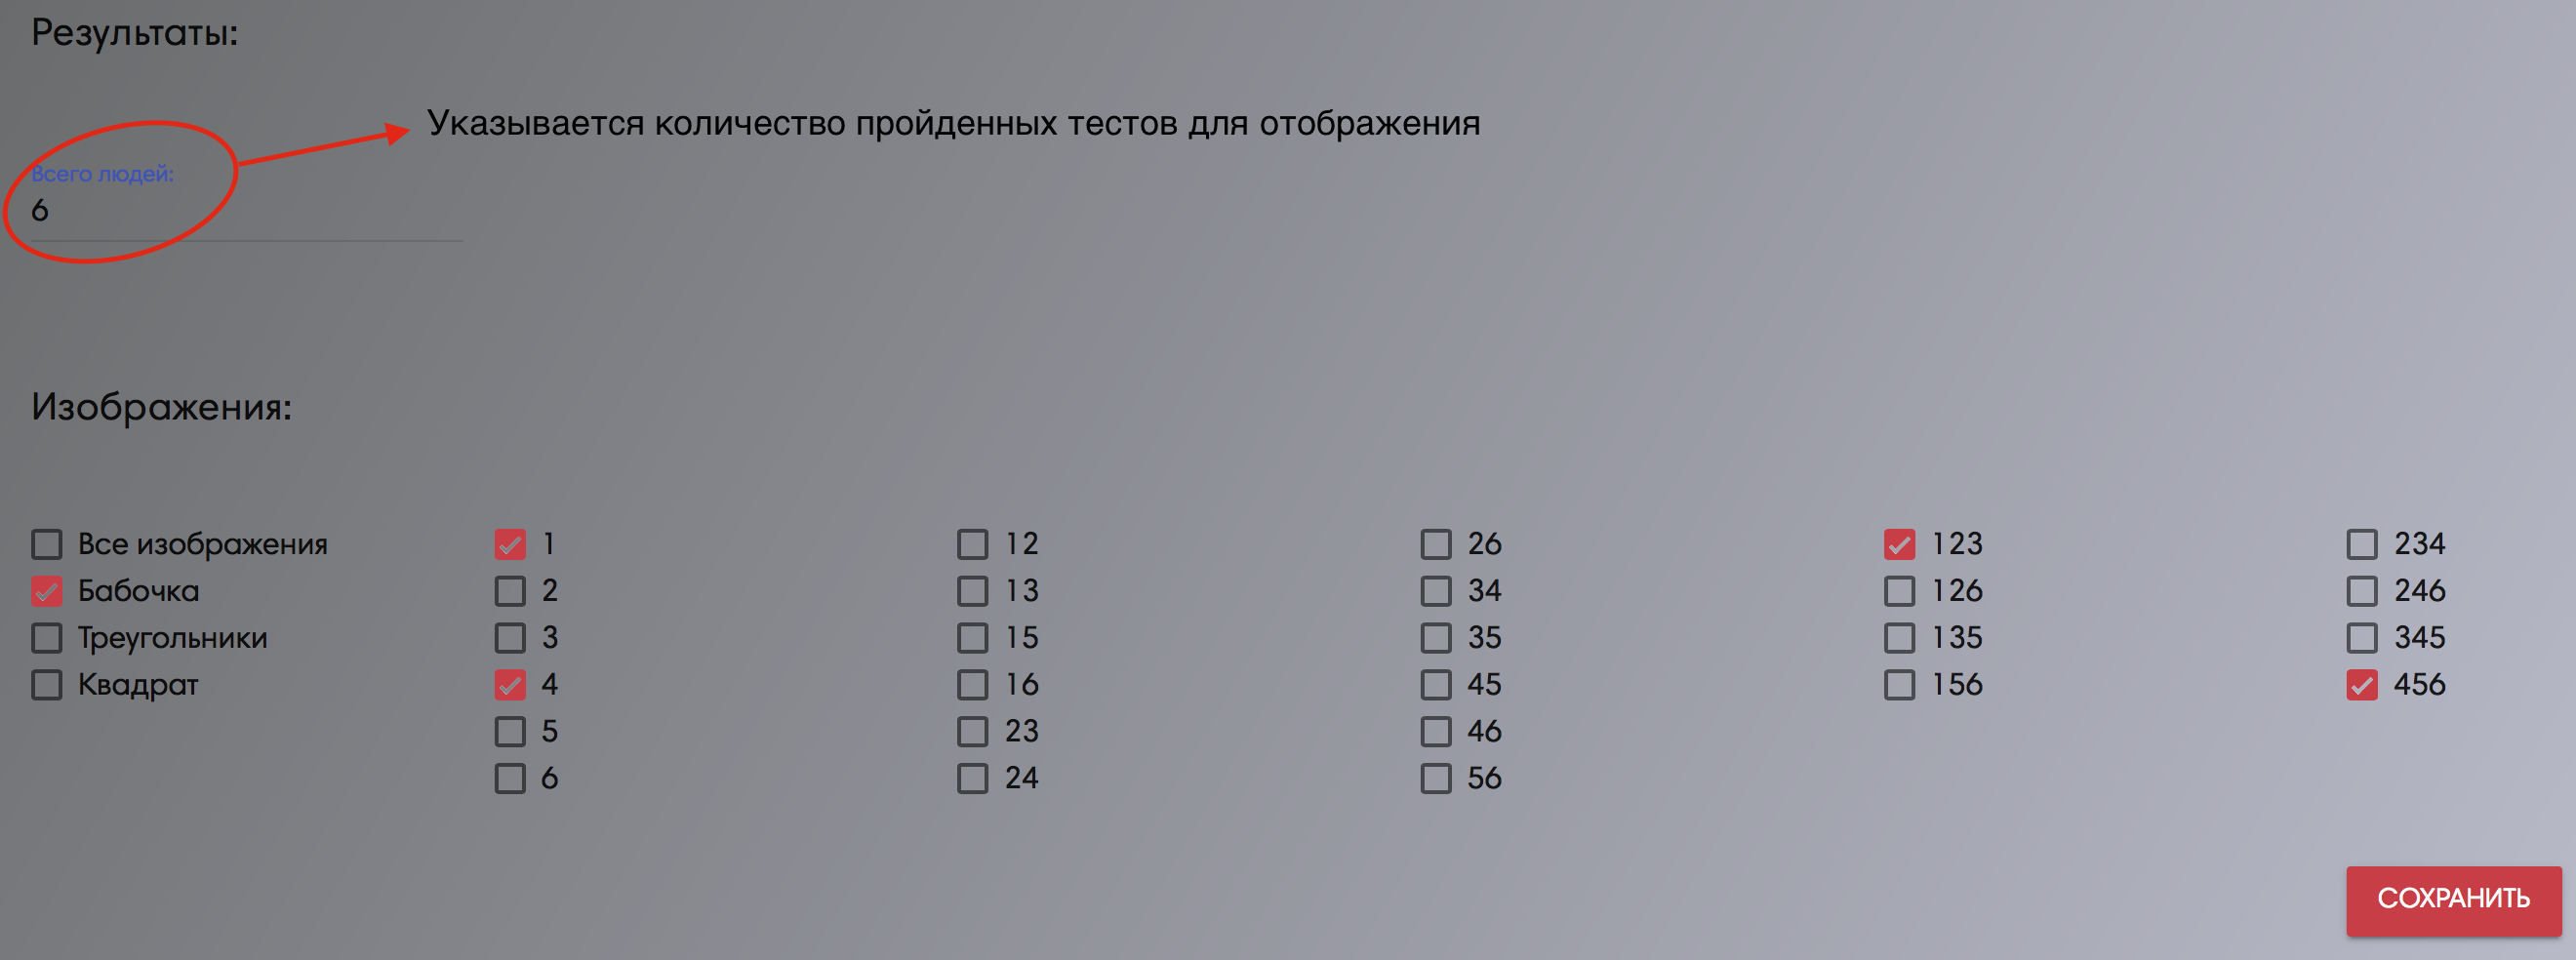 Результаты:
Указывается количество пройденных тестов для отображения
Всего людей:
6
Изображения:
Все изображения 1 12 26 123 234
Бабочка 2 13 34 126 246
Треугольники 3 15 35 135 345
Квадрат 4 16 45 156 456
5 23 46
6 24 56
СОХРАНИТЬ